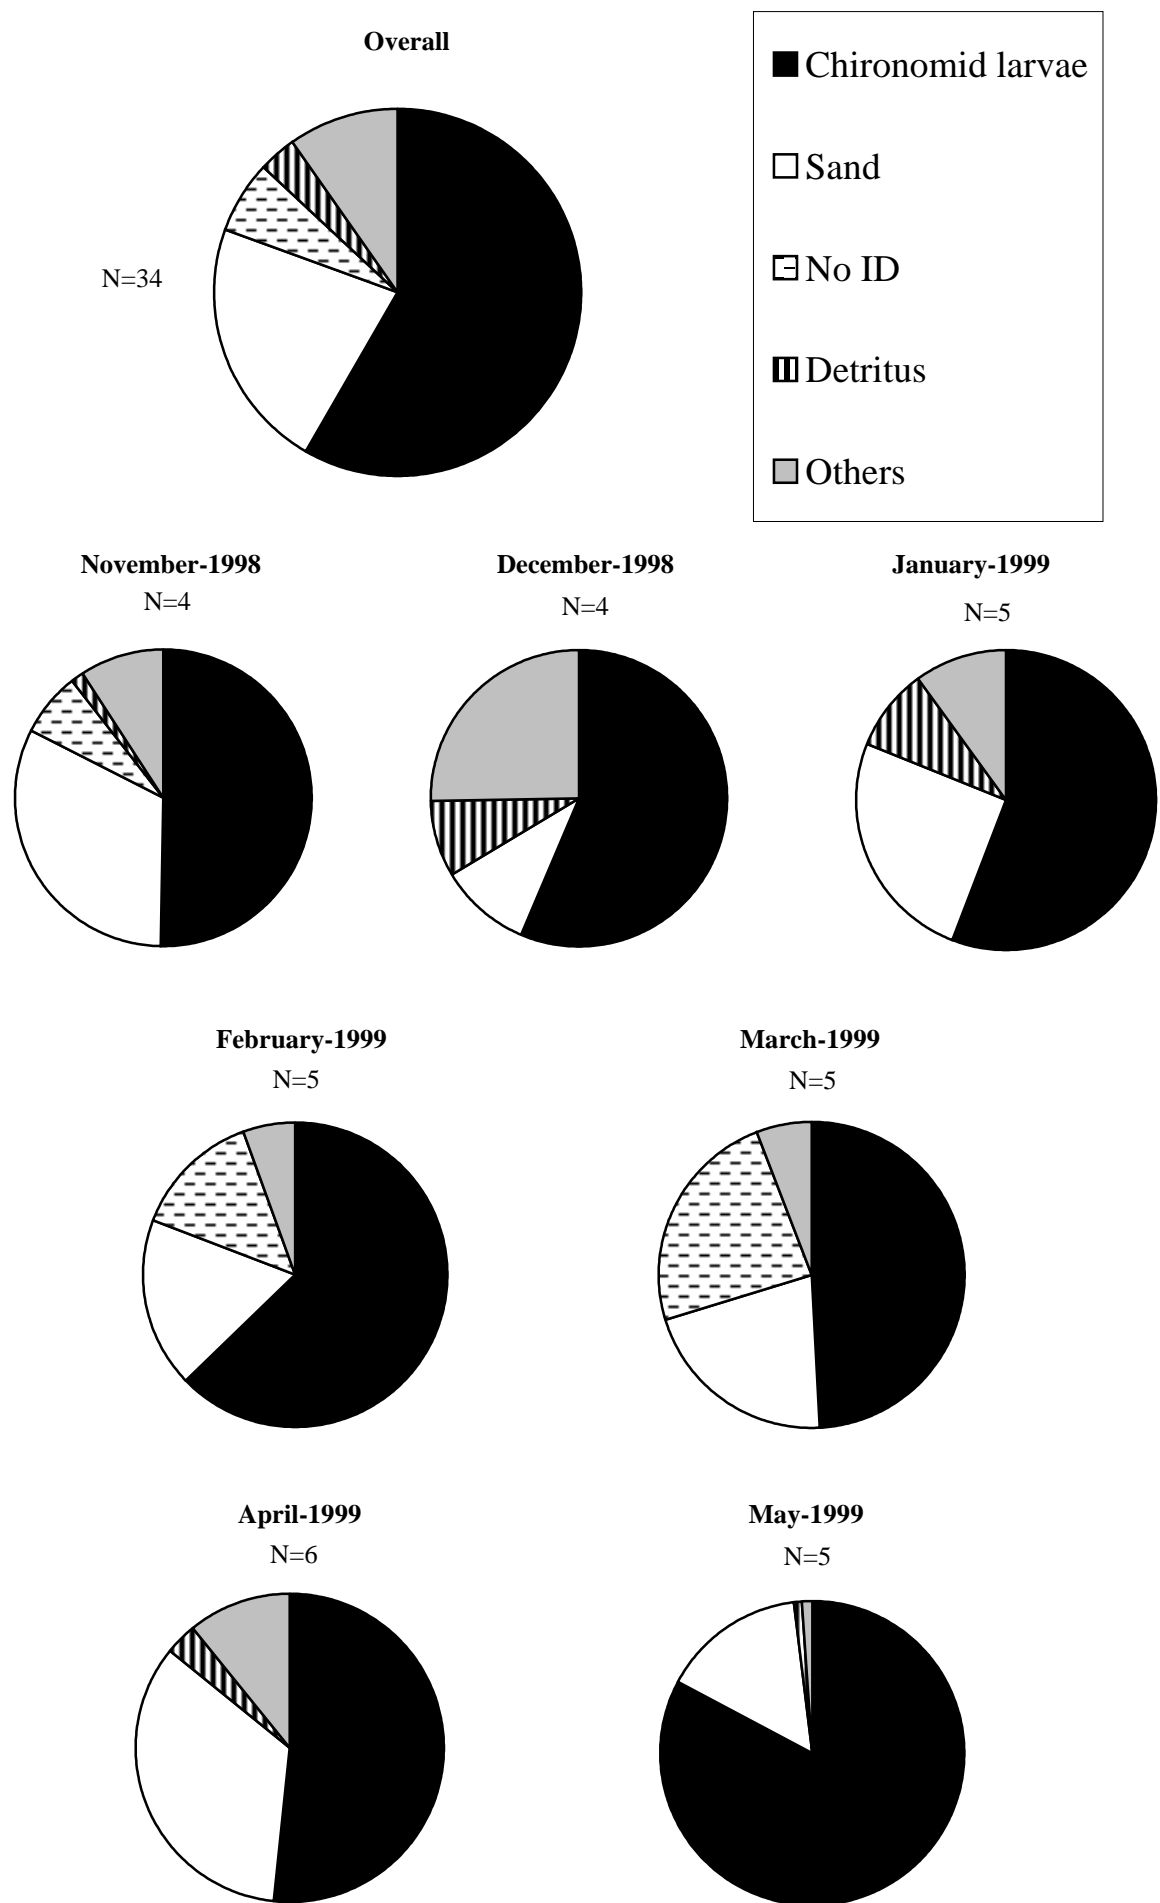 Overall
N=34
Chironomid larvae
Sand
No ID
Detritus
Others
November-1998
N=4
December-1998
N=4
January-1999
N=5
February-1999
N=5
March-1999
N=5
April-1999
N=6
May-1999
N=5